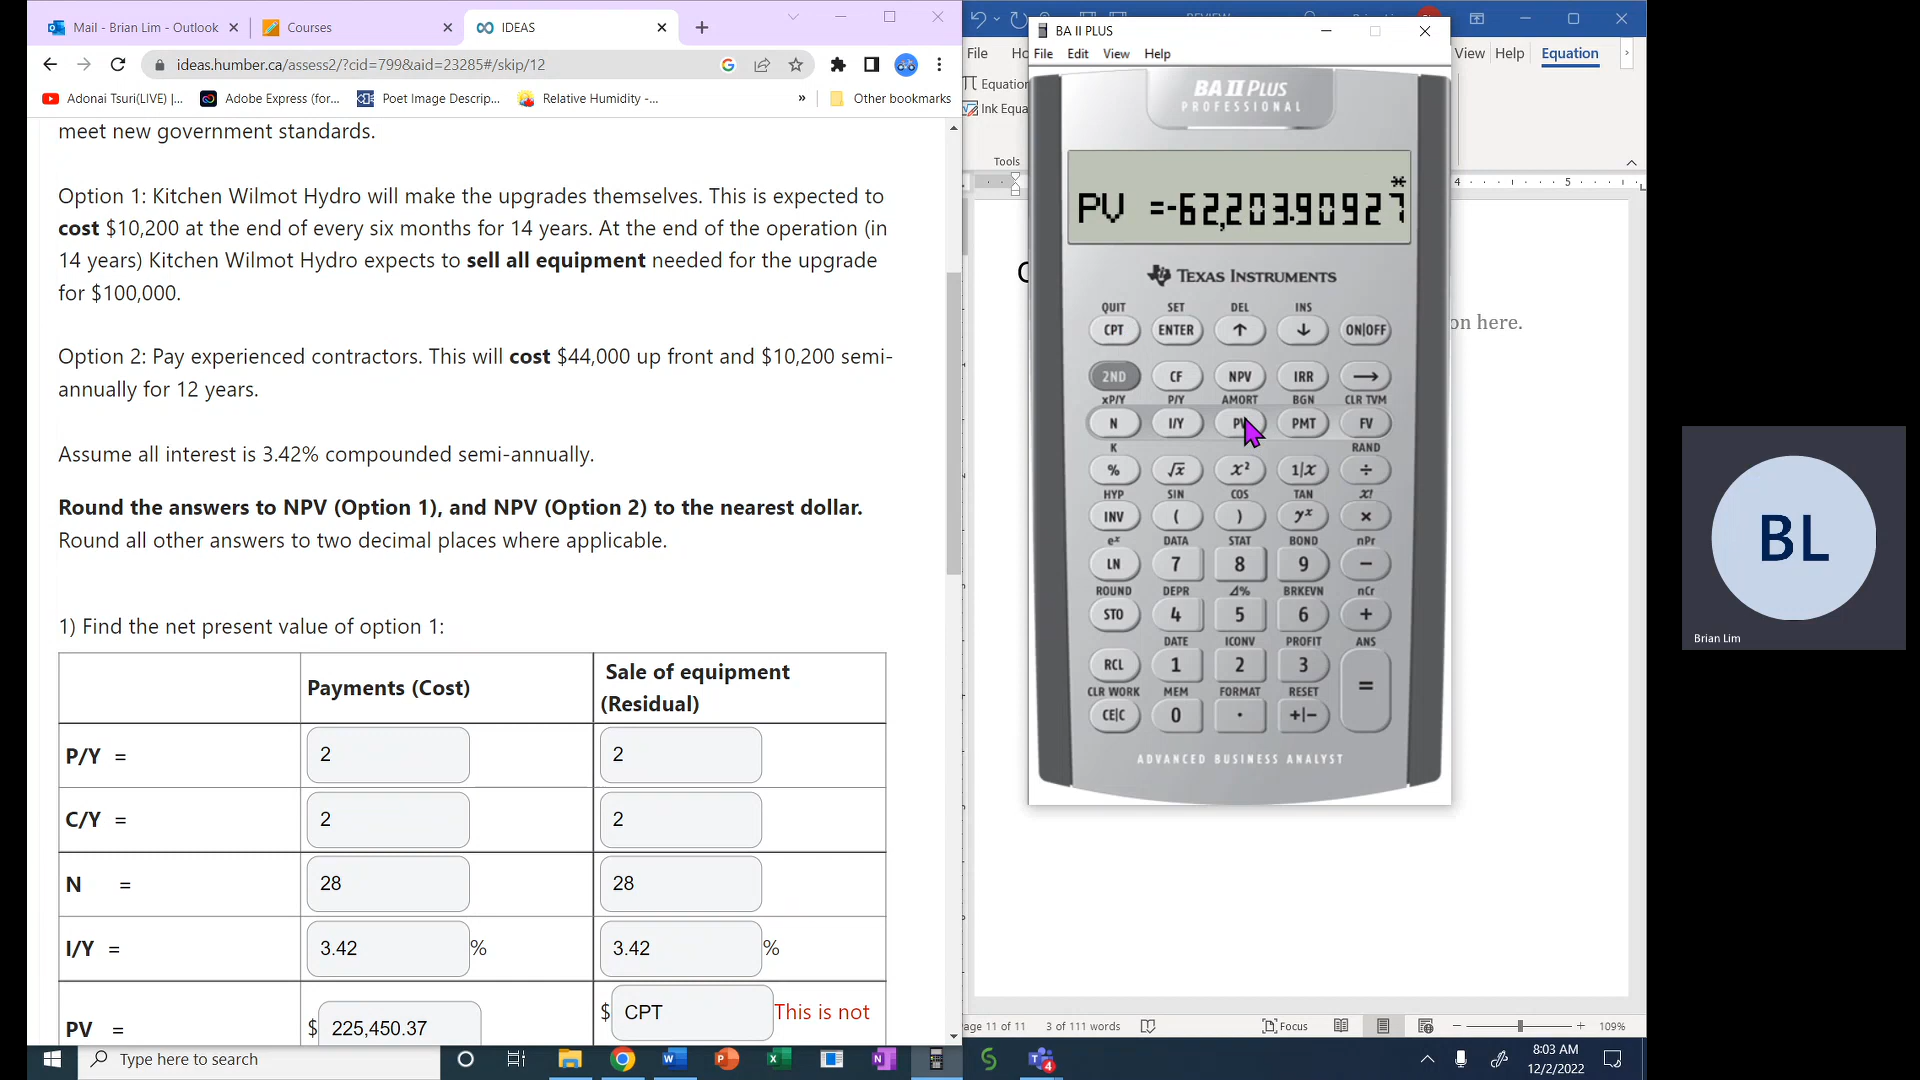 Mail - Brian Lim - Outlook
Courses
IDEAS
ideas.humber.ca/assess2/?cid=799&aid=23285#/skip/12
Adonai Tsuri(LIVE) |...
Adobe Express (for...
Poet Image Descrip...
Relative Humidity -...
»
Other bookmarks
meet new government standards.
Option 1: Kitchen Wilmot Hydro will make the upgrades themselves. This is expected to
cost $10,200 at the end of every six months for 14 years. At the end of the operation (in
14 years) Kitchen Wilmot Hydro expects to sell all equipment needed for the upgrade
for $100,000.
Option 2: Pay experienced contractors. This will cost $44,000 up front and $10,200 semi-
annually for 12 years.
Assume all interest is 3.42% compounded semi-annually.
Round the answers to NPV (Option 1), and NPV (Option 2) to the nearest dollar.
Round all other answers to two decimal places where applicable.
1) Find the net present value of option 1:
Payments (Cost)
Sale of equipment
(Residual)
P/Y =
2
2
C/Y =
2
2
N =
28
28
I/Y =
3.42
%
3.42
%
PV =
$
225,450.37
$
CPT
This is not
Type here to search
File
View
Help
Equation
Equation
Ink Equa
Tools
4
5
on here.
age 11 of 11
3 of 111 words
Focus
109%
BA II PLUS
File Edit View Help
BA II PLUS
PROFESSIONAL
*
PV =-62,203.90927
TEXAS INSTRUMENTS
QUIT SET DEL INS
CPT ENTER ↑ ↓ ON|OFF
2ND CF NPV IRR →
xP/Y P/Y AMORT BGN CLR TVM
N I/Y PV PMT FV
K RAND
% √x x² 1|x ÷
HYP SIN COS TAN x!
INV ( ) yˣ ×
eˣ DATA STAT BOND nPr
LN 7 8 9 −
ROUND DEPR Δ% BRKEVN nCr
STO 4 5 6 +
DATE ICONV PROFIT ANS
RCL 1 2 3 =
CLR WORK MEM FORMAT RESET
CE|C 0 . +|−
ADVANCED BUSINESS ANALYST
4
8:03 AM
12/2/2022
BL
Brian Lim